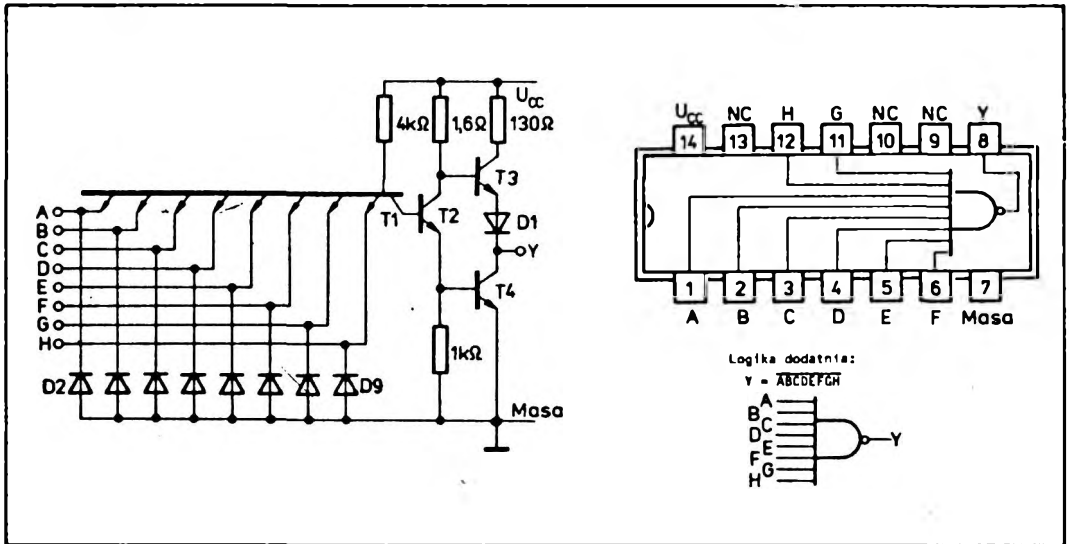 UCC
4kΩ
1,6Ω
130Ω
T3
T1
T2
D1
Y
T4
A
B
C
D
E
F
G
H
1kΩ
D2
D9
Masa
UCC NC H G NC NC Y
14 13 12 11 10 9 8
1 2 3 4 5 6 7
A B C D E F Masa
Logika dodatnia:
Y = ABCDEFGH
A
B
C
D
E
F
G
H
Y